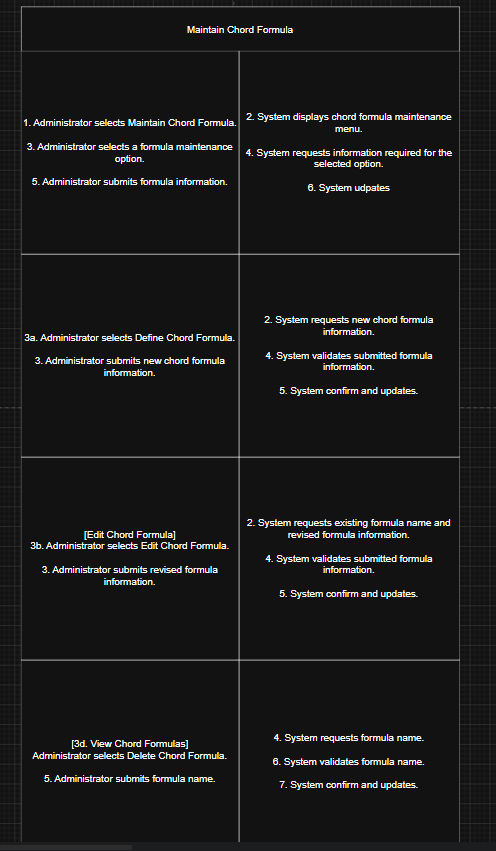 Maintain Chord Formula
1. Administrator selects Maintain Chord Formula.
3. Administrator selects a formula maintenance
option.
5. Administrator submits formula information.
2. System displays chord formula maintenance
menu.
4. System requests information required for the
selected option.
6. System udpates
3a. Administrator selects Define Chord Formula.
3. Administrator submits new chord formula
information.
2. System requests new chord formula
information.
4. System validates submitted formula
information.
5. System confirm and updates.
[Edit Chord Formula]
3b. Administrator selects Edit Chord Formula.
3. Administrator submits revised formula
information.
2. System requests existing formula name and
revised formula information.
4. System validates submitted formula
information.
5. System confirm and updates.
[3d. View Chord Formulas]
Administrator selects Delete Chord Formula.
5. Administrator submits formula name.
4. System requests formula name.
6. System validates formula name.
7. System confirm and updates.